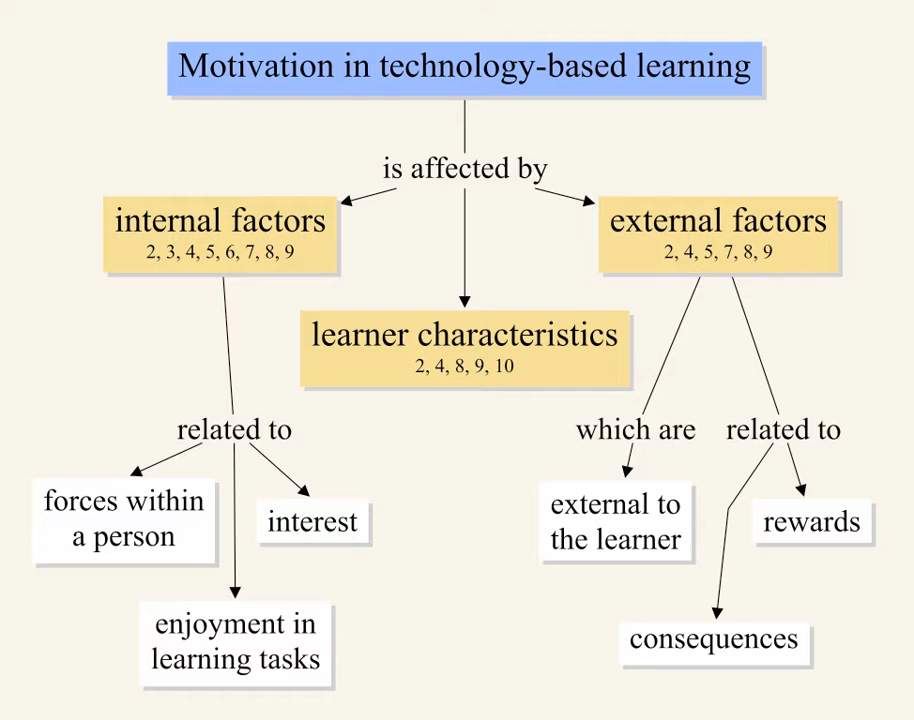 Motivation in technology-based learning
is affected by
internal factors
2, 3, 4, 5, 6, 7, 8, 9
external factors
2, 4, 5, 7, 8, 9
learner characteristics
2, 4, 8, 9, 10
related to
which are
related to
forces within
a person
interest
external to
the learner
rewards
enjoyment in
learning tasks
consequences